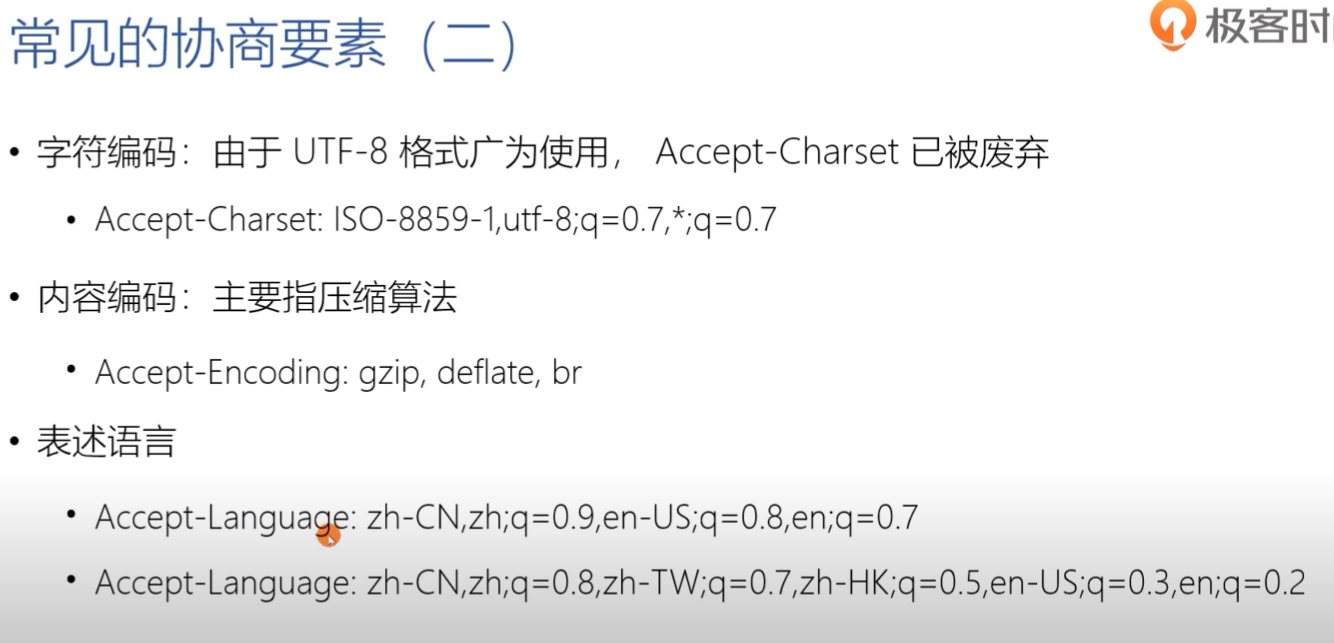 常见的协商要素（二）
极客时
• 字符编码：由于 UTF-8 格式广为使用， Accept-Charset 已被废弃
• Accept-Charset: ISO-8859-1,utf-8;q=0.7,*;q=0.7
• 内容编码：主要指压缩算法
• Accept-Encoding: gzip, deflate, br
• 表述语言
• Accept-Language: zh-CN,zh;q=0.9,en-US;q=0.8,en;q=0.7
• Accept-Language: zh-CN,zh;q=0.8,zh-TW;q=0.7,zh-HK;q=0.5,en-US;q=0.3,en;q=0.2